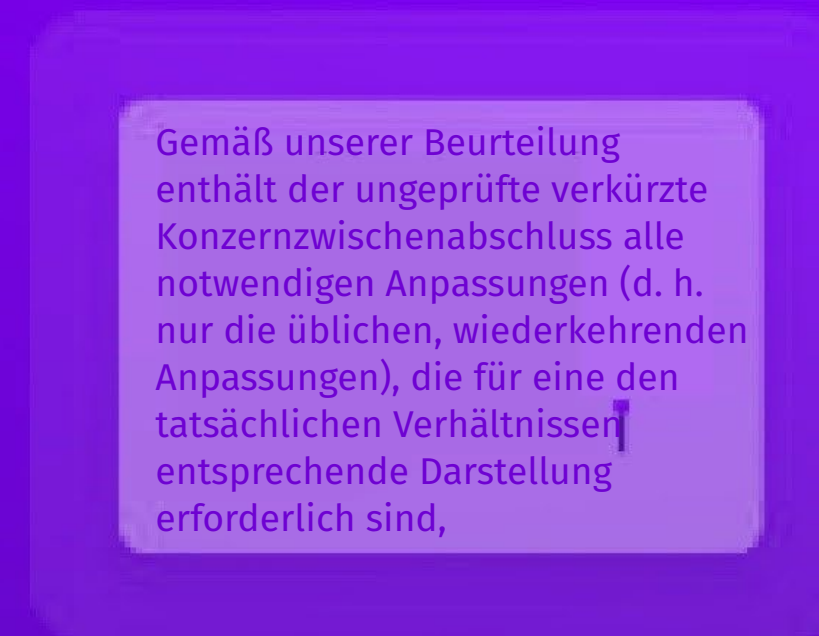 Gemäß unserer Beurteilung
enthält der ungeprüfte verkürzte
Konzernzwischenabschluss alle
notwendigen Anpassungen (d. h.
nur die üblichen, wiederkehrenden
Anpassungen), die für eine den
tatsächlichen Verhältnissen
entsprechende Darstellung
erforderlich sind,